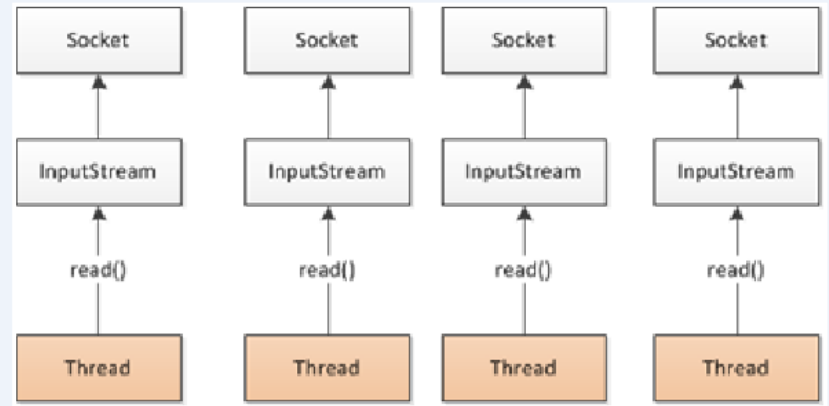 Socket Socket Socket Socket
InputStream InputStream InputStream InputStream
read() read() read() read()
Thread Thread Thread Thread